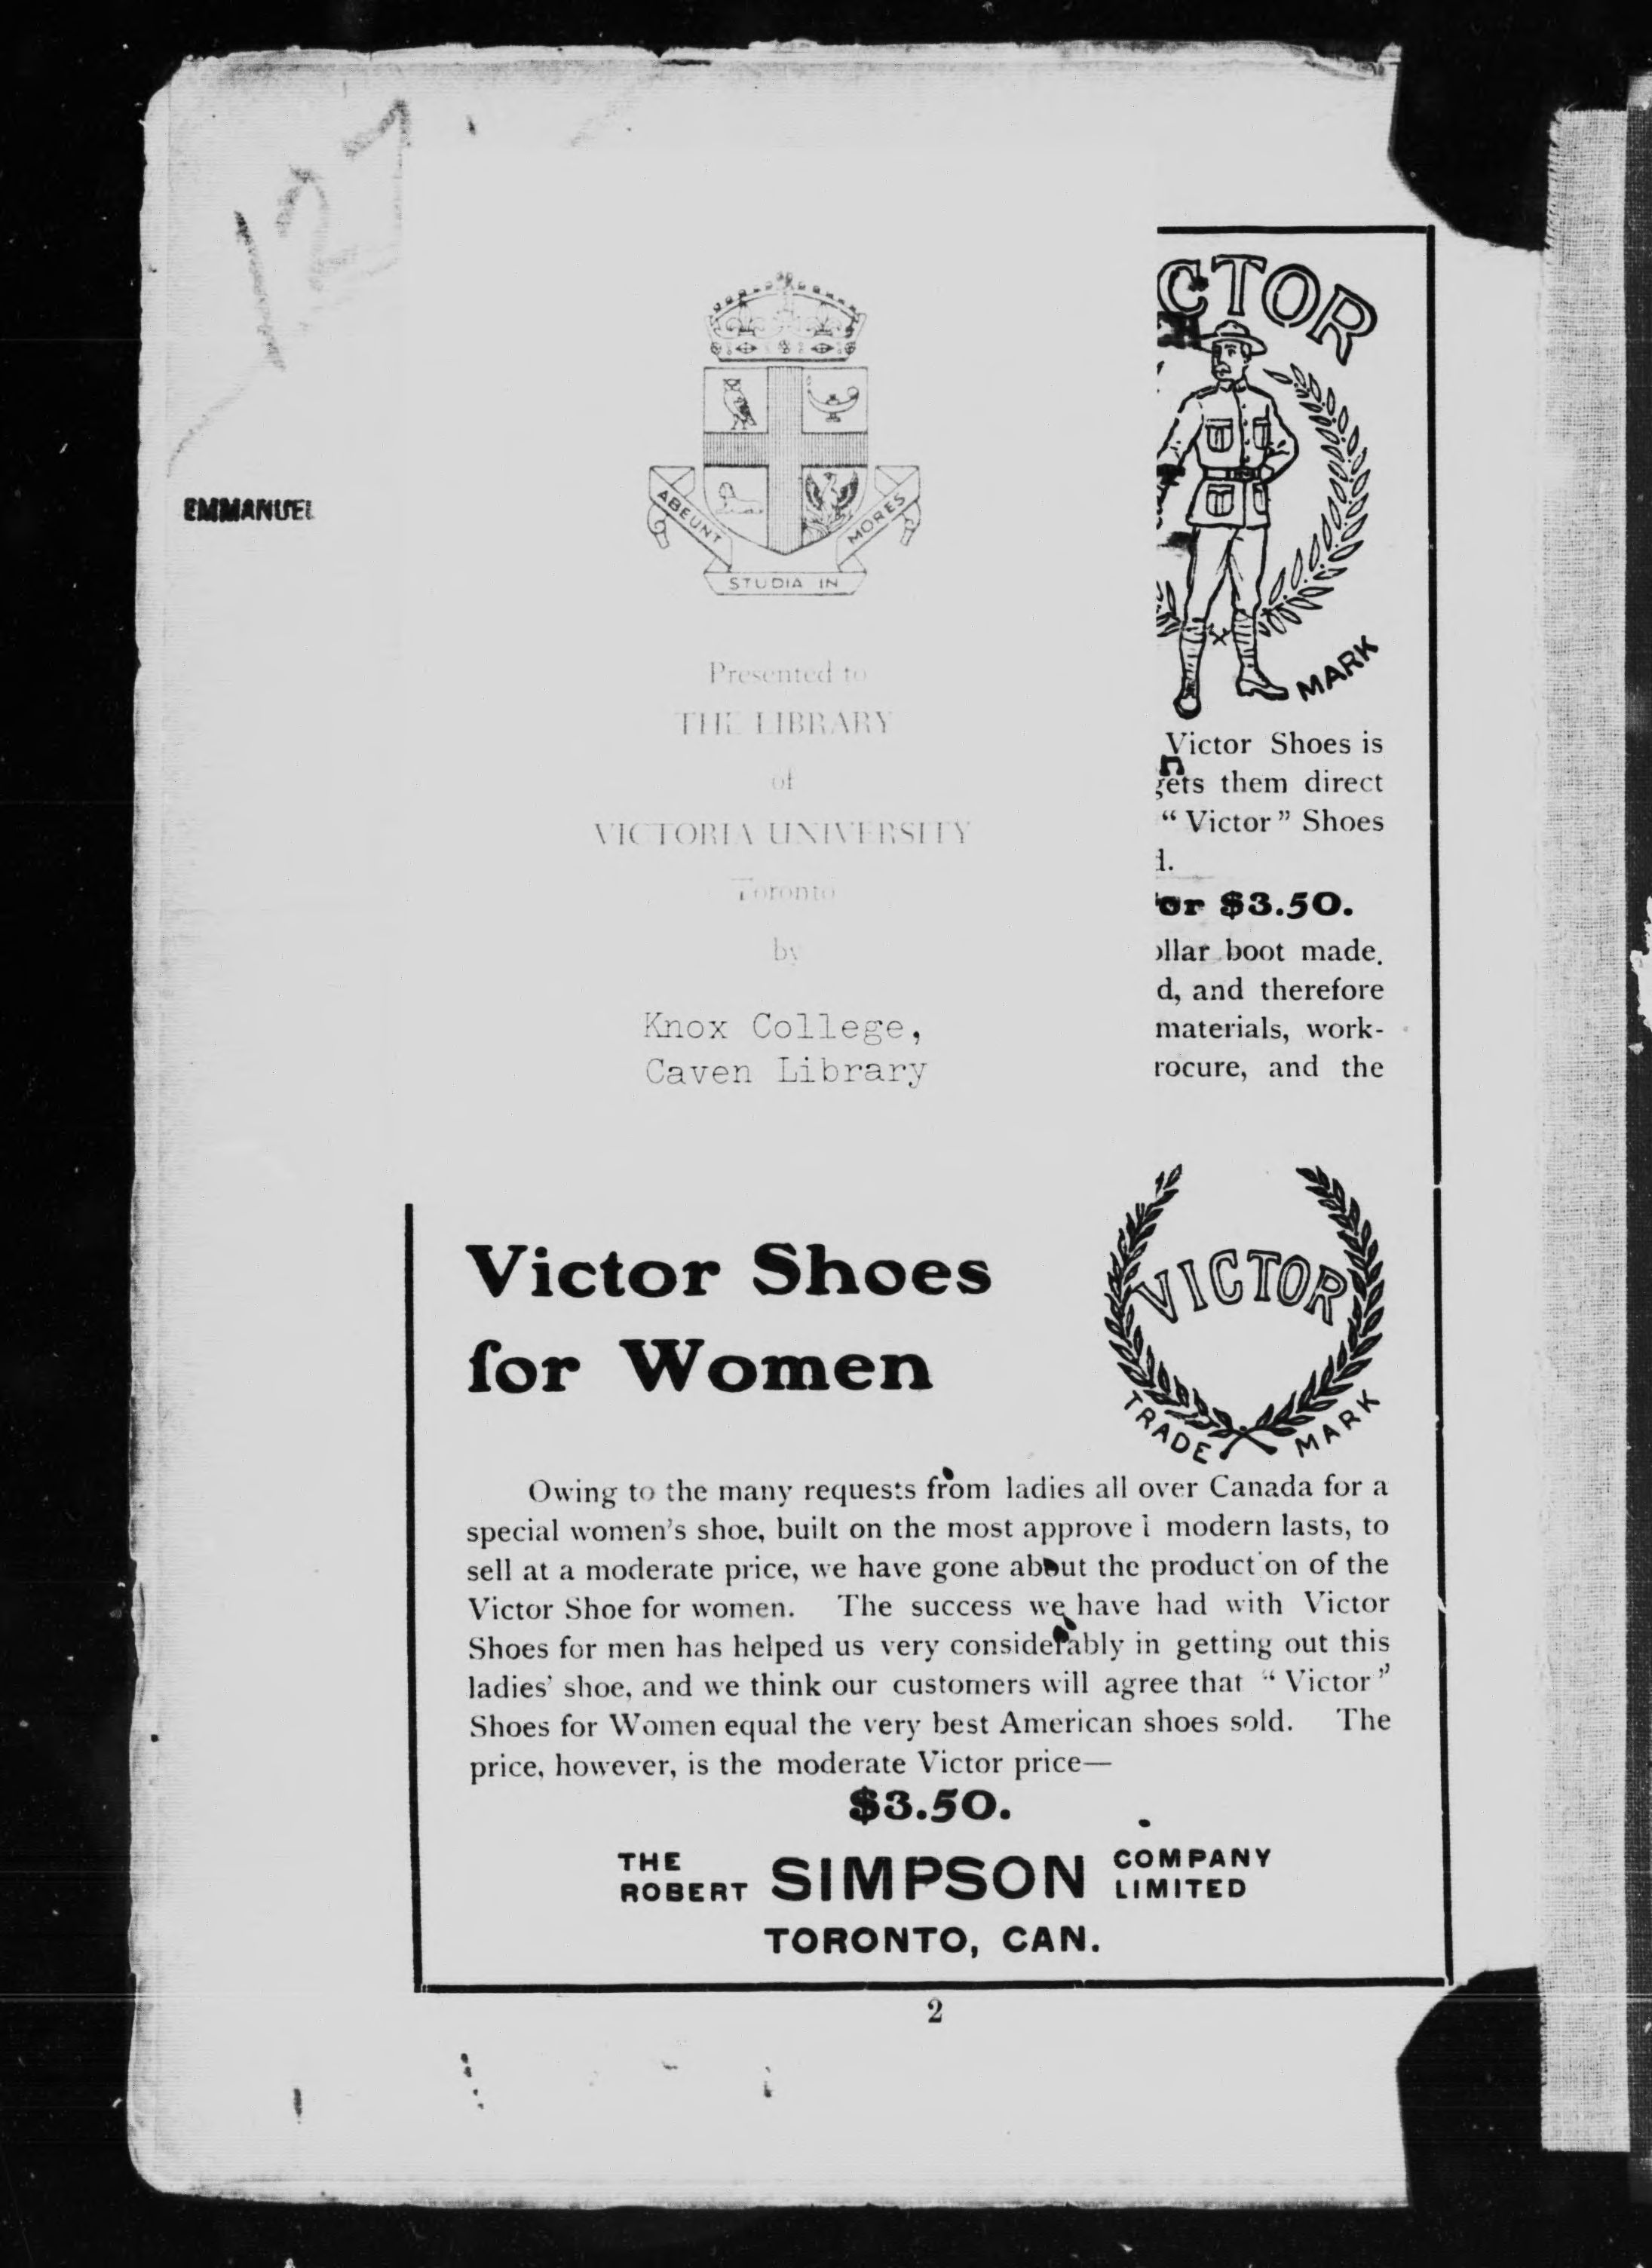 127
EMMANUEL
ABEUNT
STUDIA IN
MORES
Presented to
THE LIBRARY
of
VICTORIA UNIVERSITY
Toronto
by
Knox College,
Caven Library
CTOR
MARK
Victor Shoes is
gets them direct
“ Victor ” Shoes
d.
or $3.50.
ollar boot made.
d, and therefore
materials, work-
rocure, and the
Victor Shoes
for Women
VICTOR
TRADE MARK
Owing to the many requests from ladies all over Canada for a
special women’s shoe, built on the most approve i modern lasts, to
sell at a moderate price, we have gone about the product on of the
Victor Shoe for women. The success we have had with Victor
Shoes for men has helped us very considerably in getting out this
ladies’ shoe, and we think our customers will agree that “ Victor ”
Shoes for Women equal the very best American shoes sold. The
price, however, is the moderate Victor price—
$3.50.
THE ROBERT SIMPSON COMPANY LIMITED
TORONTO, CAN.
2